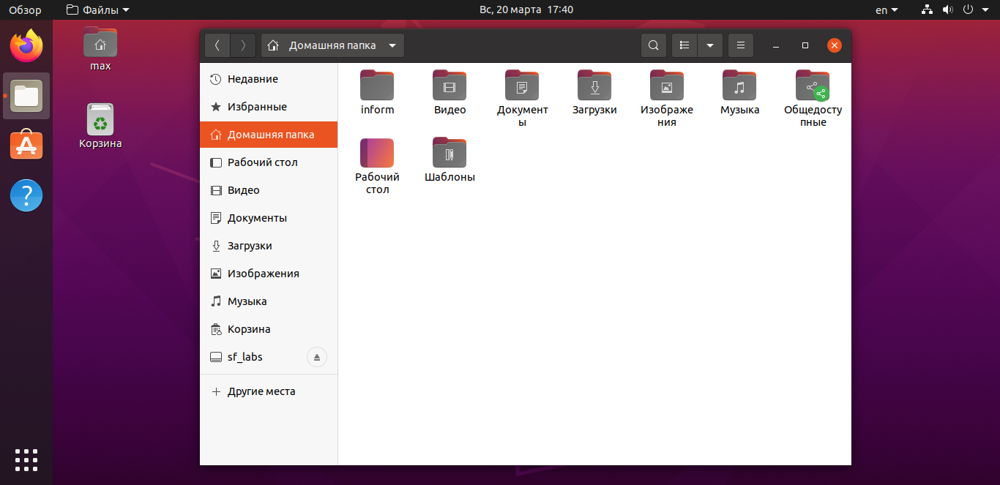 Обзор
Файлы
Вс, 20 марта 17:40
en
max
Корзина
Домашняя папка
Недавние
Избранные
Домашняя папка
Рабочий стол
Видео
Документы
Загрузки
Изображения
Музыка
Корзина
sf_labs
Другие места
inform
Видео
Документ
ы
Загрузки
Изображе
ния
Музыка
Общедосту
пные
Рабочий
стол
Шаблоны